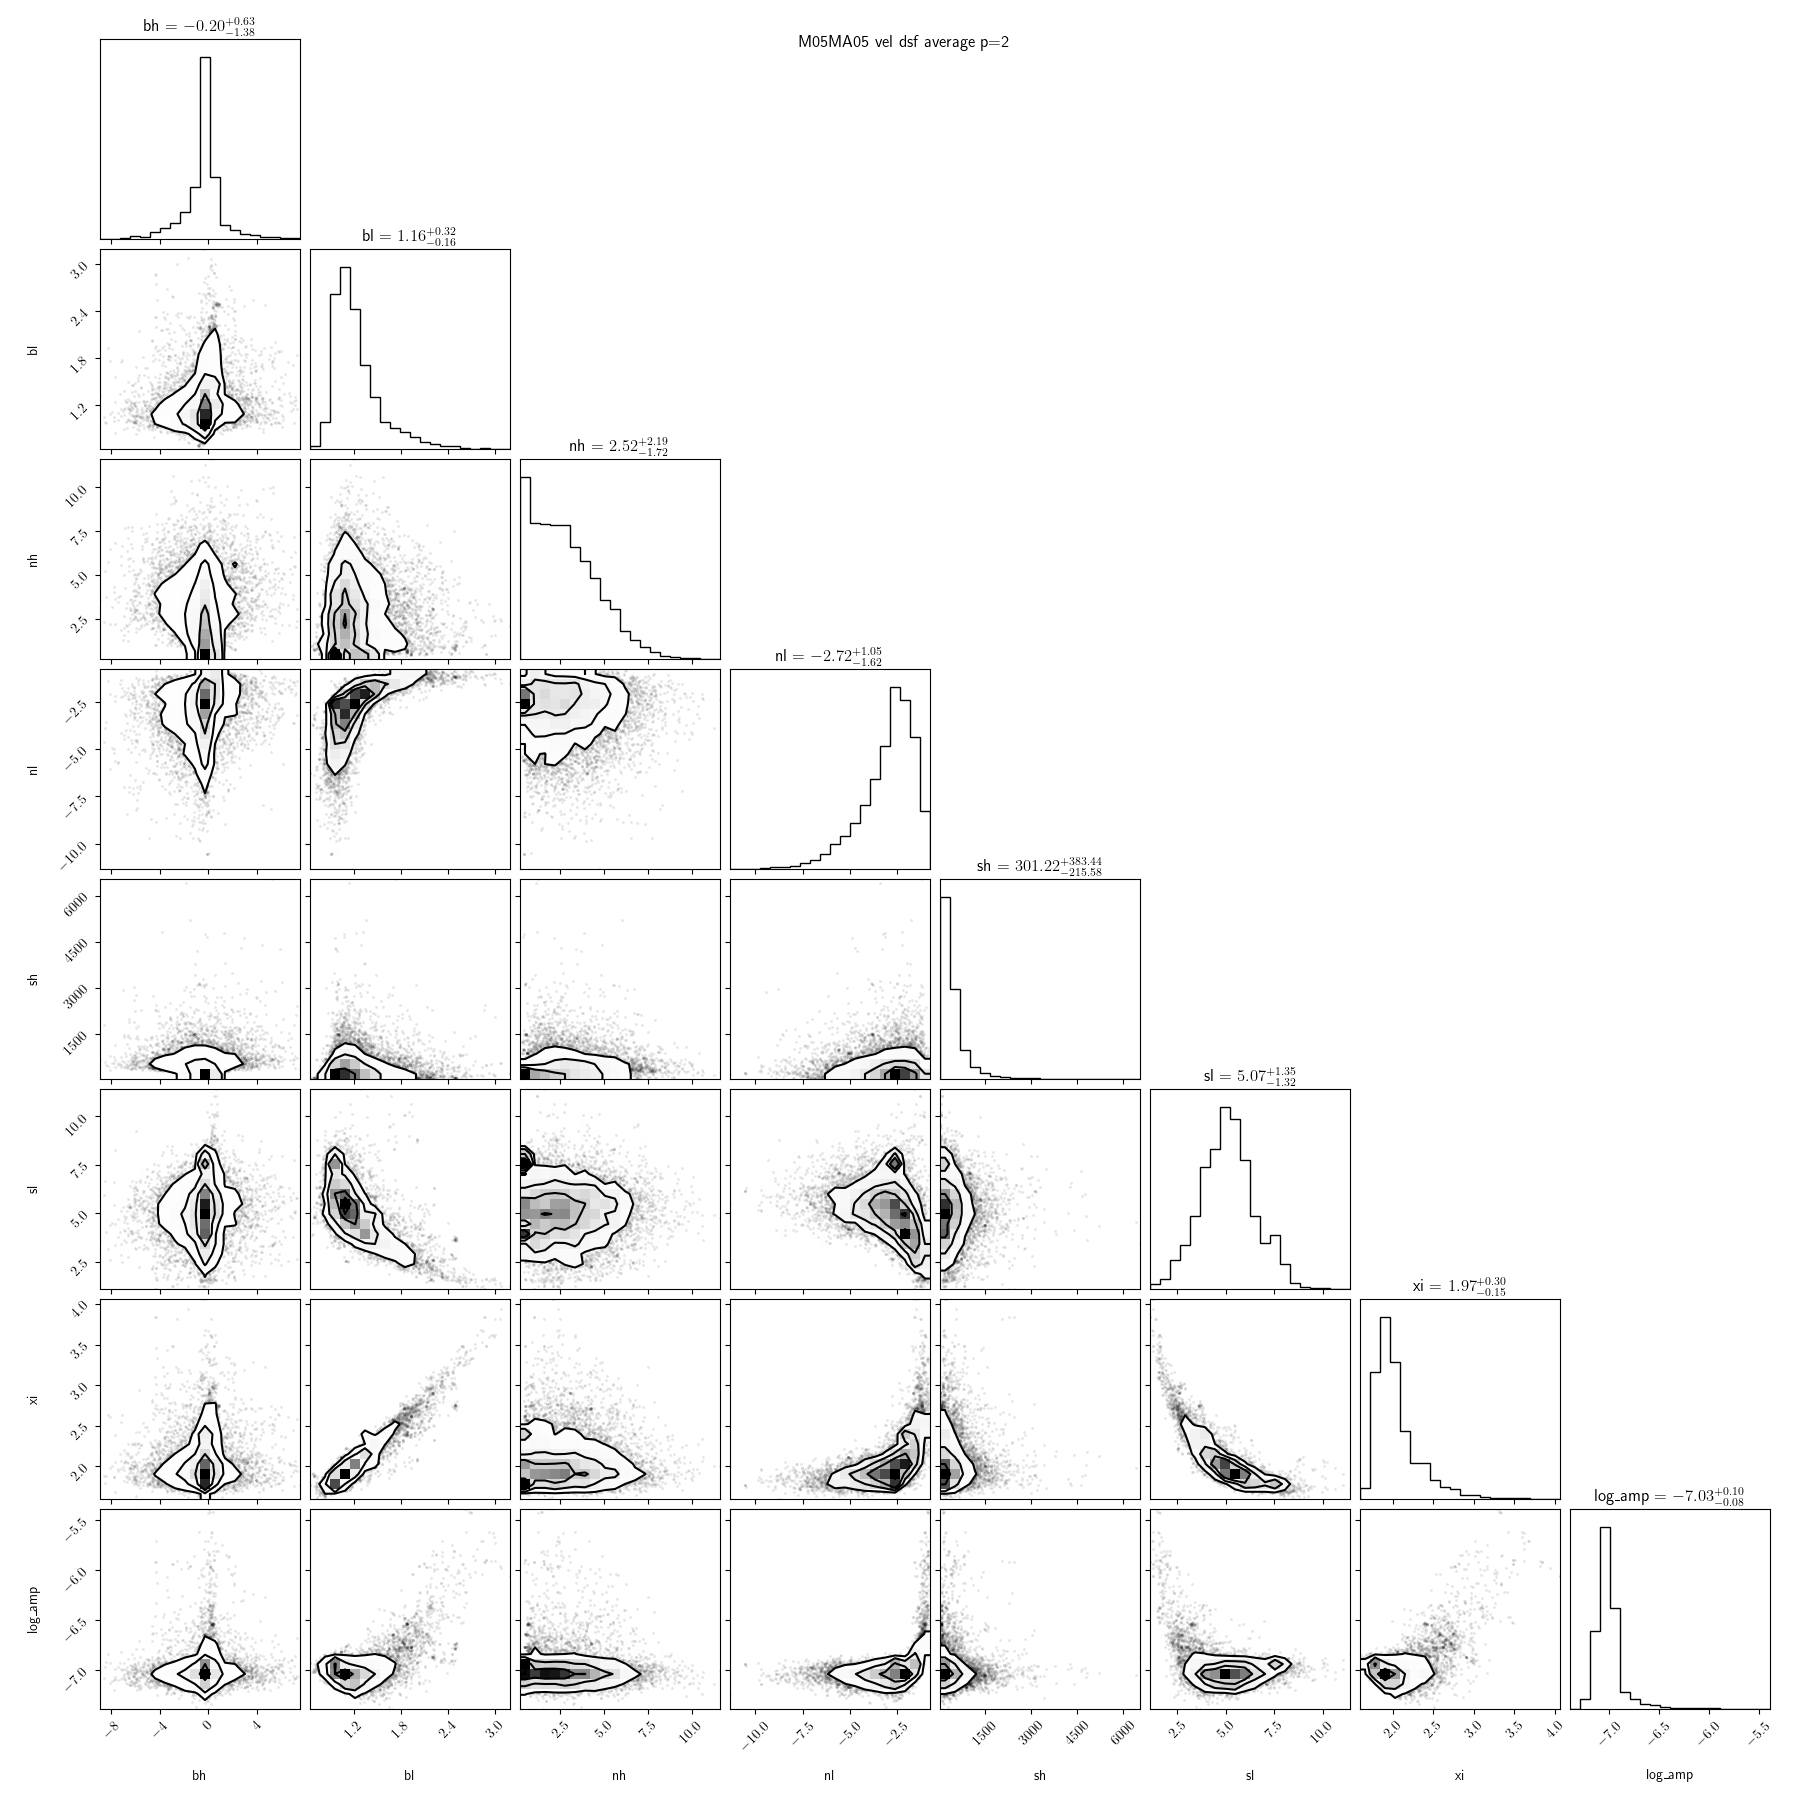 M05MA05 vel dsf average p=2
bh = −0.20+0.63−1.38
bl = 1.16+0.32−0.16
bl
3.0
2.4
1.8
1.2
nh = 2.52+2.19−1.72
nh
10.0
7.5
5.0
2.5
nl = −2.72+1.05−1.62
nl
−2.5
−5.0
−7.5
−10.0
sh = 301.22+383.44−215.58
sh
6000
4500
3000
1500
sl = 5.07+1.35−1.32
sl
10.0
7.5
5.0
2.5
xi = 1.97+0.30−0.15
xi
4.0
3.5
3.0
2.5
2.0
log_amp = −7.03+0.10−0.08
log_amp
−5.5
−6.0
−6.5
−7.0
−8 −4 0 4 1.2 1.8 2.4 3.0 2.5 5.0 7.5 10.0 −10.0 −7.5 −5.0 −2.5 1500 3000 4500 6000 2.5 5.0 7.5 10.0 2.0 2.5 3.0 3.5 4.0 −7.0 −6.5 −6.0 −5.5
bh bl nh nl sh sl xi log_amp